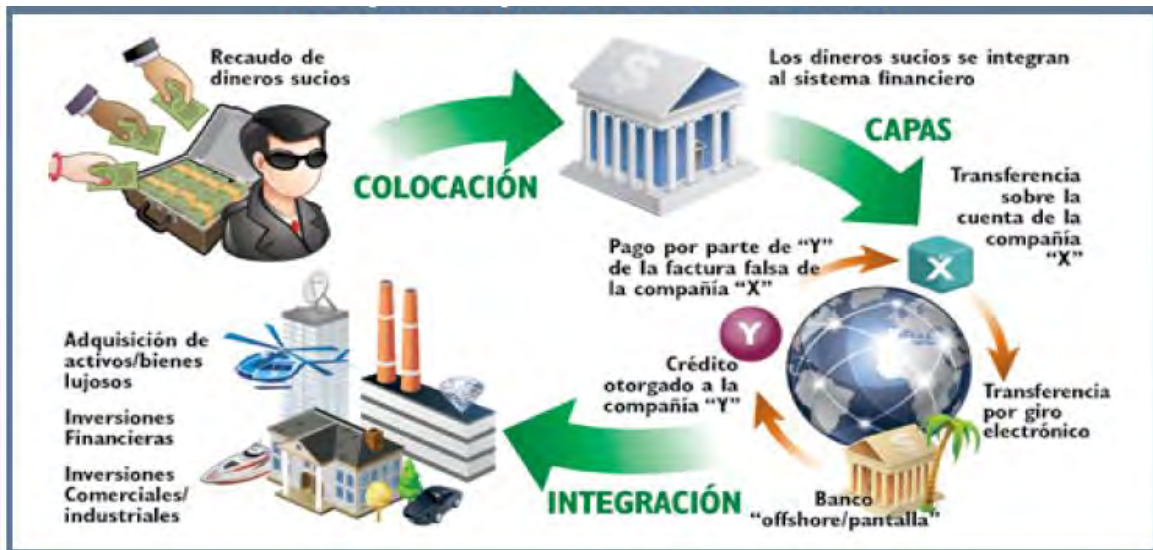 Recaudo de
dineros sucios
COLOCACIÓN
$
Los dineros sucios se integran
al sistema financiero
CAPAS
Transferencia
sobre la
cuenta de la
compañía
“X”
X
Pago por parte de “Y”
de la factura falsa de
la compañía “X”
Y
Crédito
otorgado a la
compañía “Y”
Transferencia
por giro
electrónico
$
Banco
“offshore/pantalla”
INTEGRACIÓN
Adquisición de
activos/bienes
lujosos
Inversiones
Financieras
Inversiones
Comerciales/
industriales